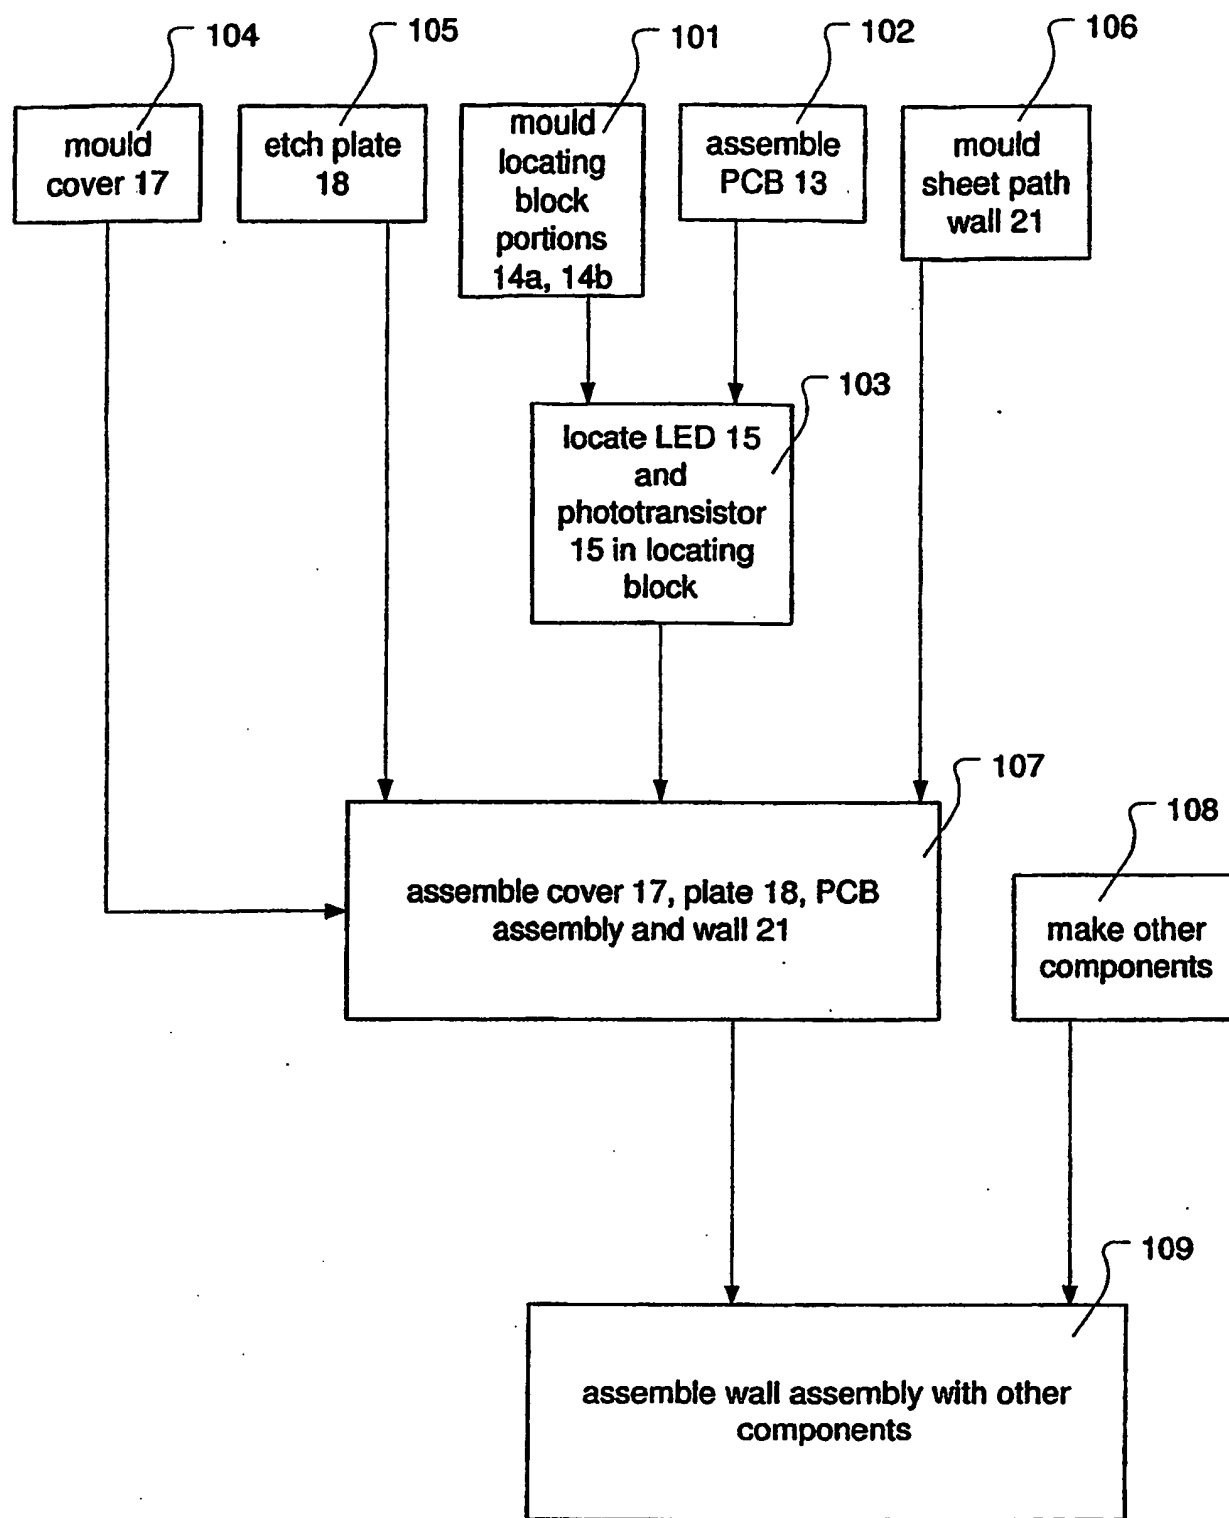 104
105
101
102
106
mould
cover 17
etch plate
18
mould
locating
block
portions
14a, 14b
assemble
PCB 13
mould
sheet path
wall 21
103
locate LED 15
and
phototransistor
15 in locating
block
107
108
assemble cover 17, plate 18, PCB
assembly and wall 21
make other
components
109
assemble wall assembly with other
components